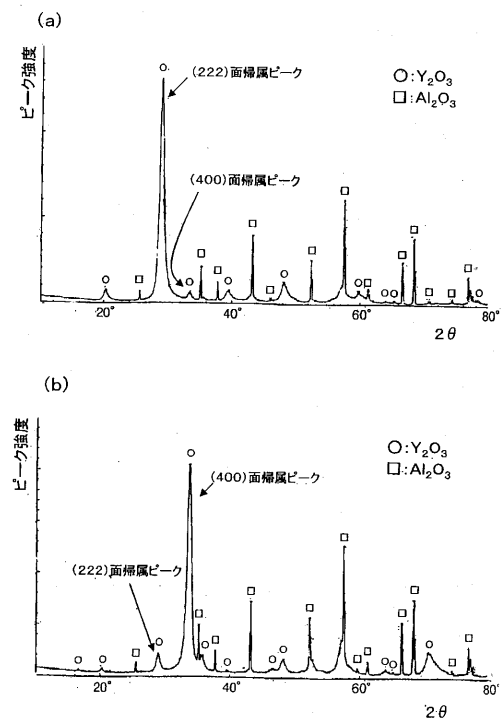 (a)
ピーク強度
(222)面帰属ピーク
(400)面帰属ピーク
○:Y₂O₃
□:Al₂O₃
20° 40° 60° 80°
2θ
(b)
ピーク強度
(400)面帰属ピーク
(222)面帰属ピーク
○:Y₂O₃
□:Al₂O₃
20° 40° 60° 80°
2θ